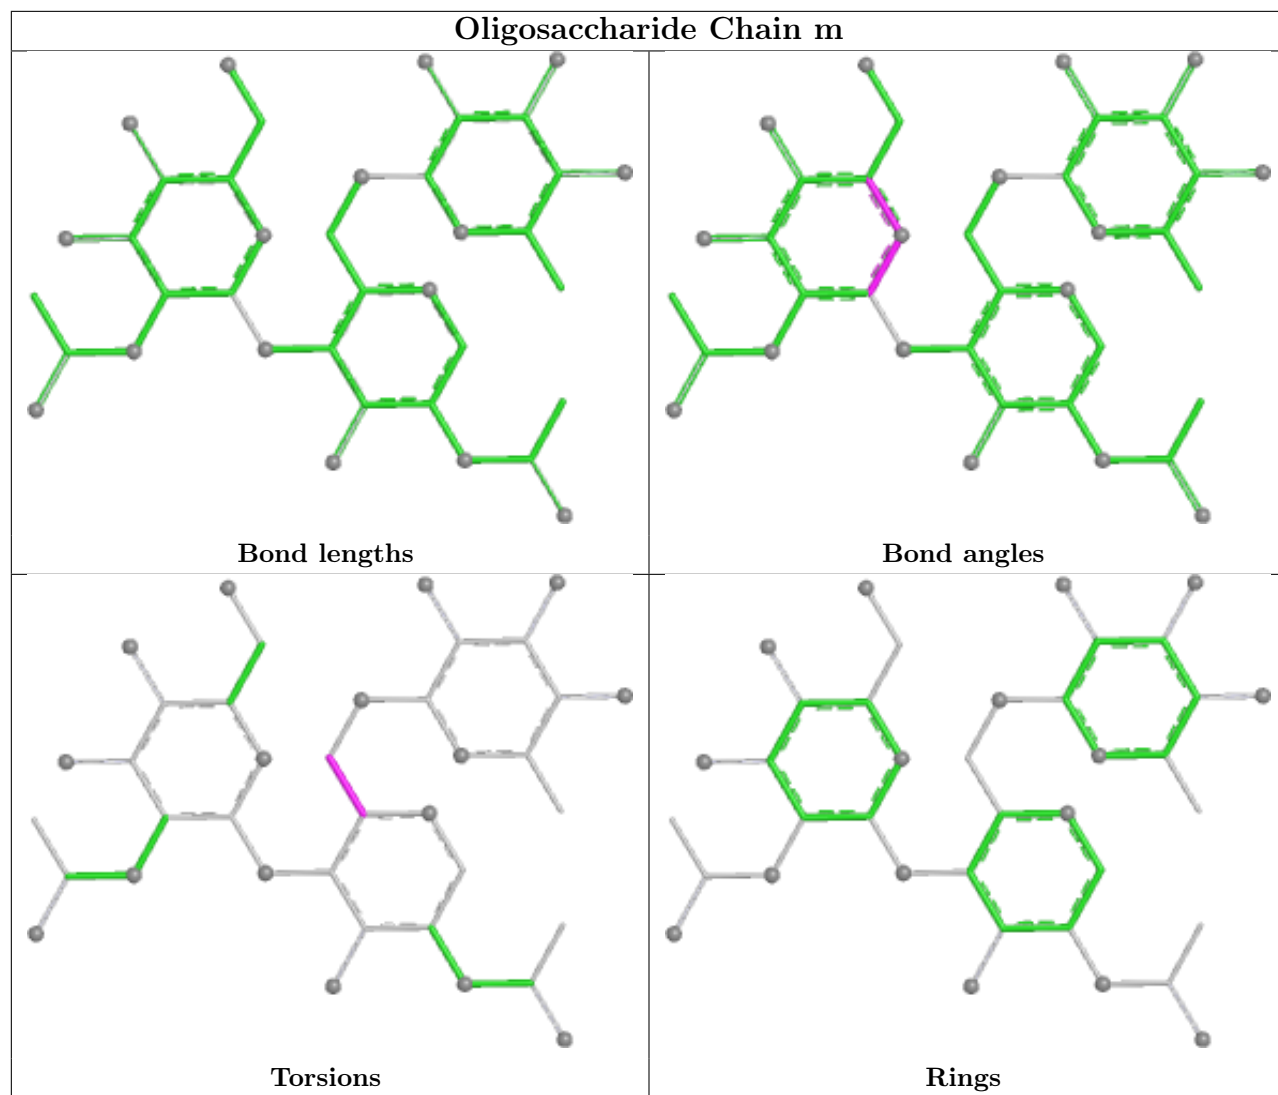 Oligosaccharide Chain m
Bond lengths
Bond angles
Torsions
Rings